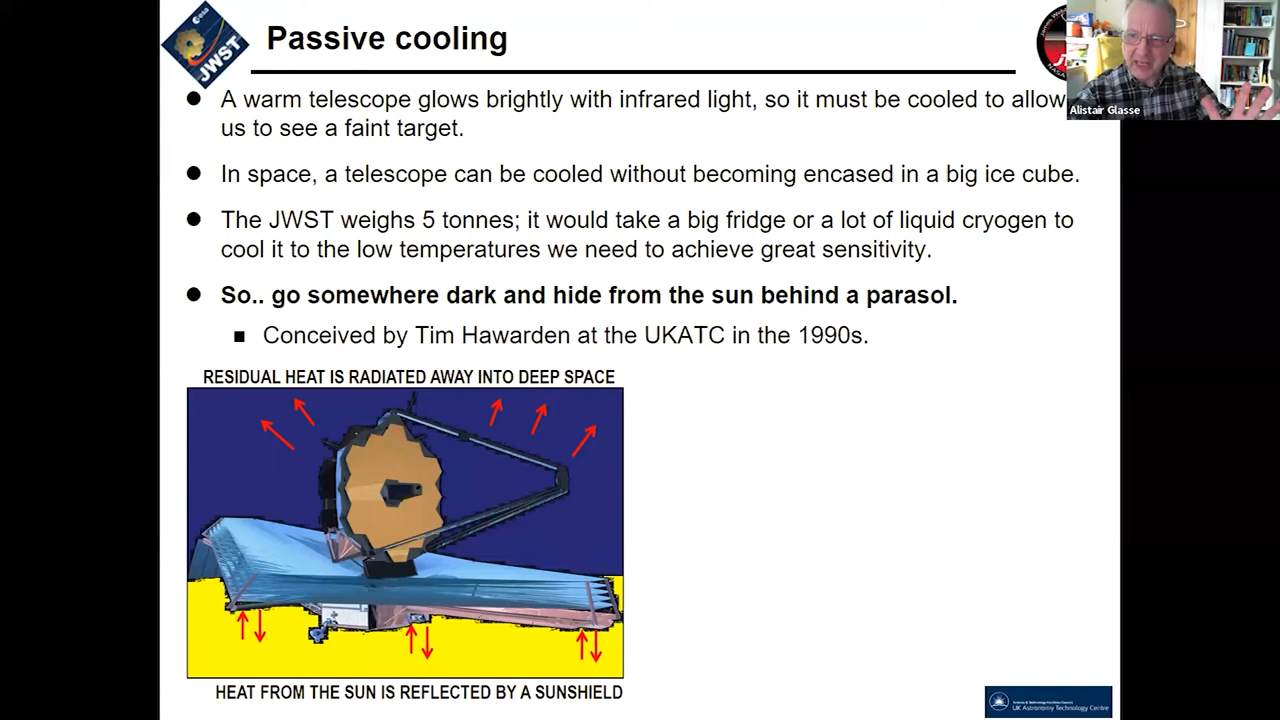 esa
JWST
Passive cooling
Alistair Glasse
● A warm telescope glows brightly with infrared light, so it must be cooled to allow
us to see a faint target.
● In space, a telescope can be cooled without becoming encased in a big ice cube.
● The JWST weighs 5 tonnes; it would take a big fridge or a lot of liquid cryogen to
cool it to the low temperatures we need to achieve great sensitivity.
● So.. go somewhere dark and hide from the sun behind a parasol.
■ Conceived by Tim Hawarden at the UKATC in the 1990s.
RESIDUAL HEAT IS RADIATED AWAY INTO DEEP SPACE
HEAT FROM THE SUN IS REFLECTED BY A SUNSHIELD
Science & Technology Facilities Council
UK Astronomy Technology Centre